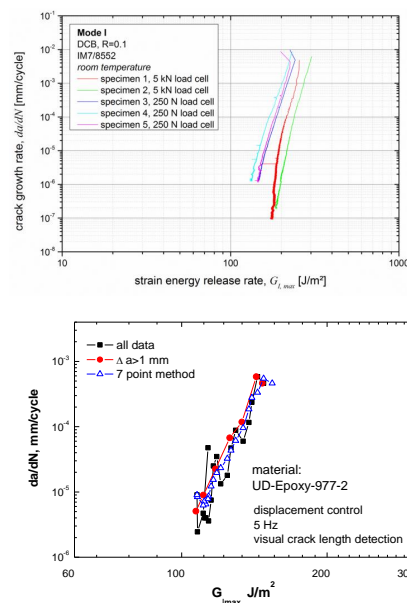 Mode I
DCB, R=0.1
IM7/8552
room temperature
specimen 1, 5 kN load cell
specimen 2, 5 kN load cell
specimen 3, 250 N load cell
specimen 4, 250 N load cell
specimen 5, 250 N load cell
crack growth rate, da/dN [mm/cycle]
10⁰
10⁻¹
10⁻²
10⁻³
10⁻⁴
10⁻⁵
10⁻⁶
10⁻⁷
10⁻⁸
10
100
1000
strain energy release rate, G_{I, max} [J/m²]
all data
Δ a>1 mm
7 point method
da/dN, mm/cycle
10⁻³
10⁻⁴
10⁻⁵
10⁻⁶
material:
UD-Epoxy-977-2
displacement control
5 Hz
visual crack length detection
60
100
200
300
G_{Imax} J/m²